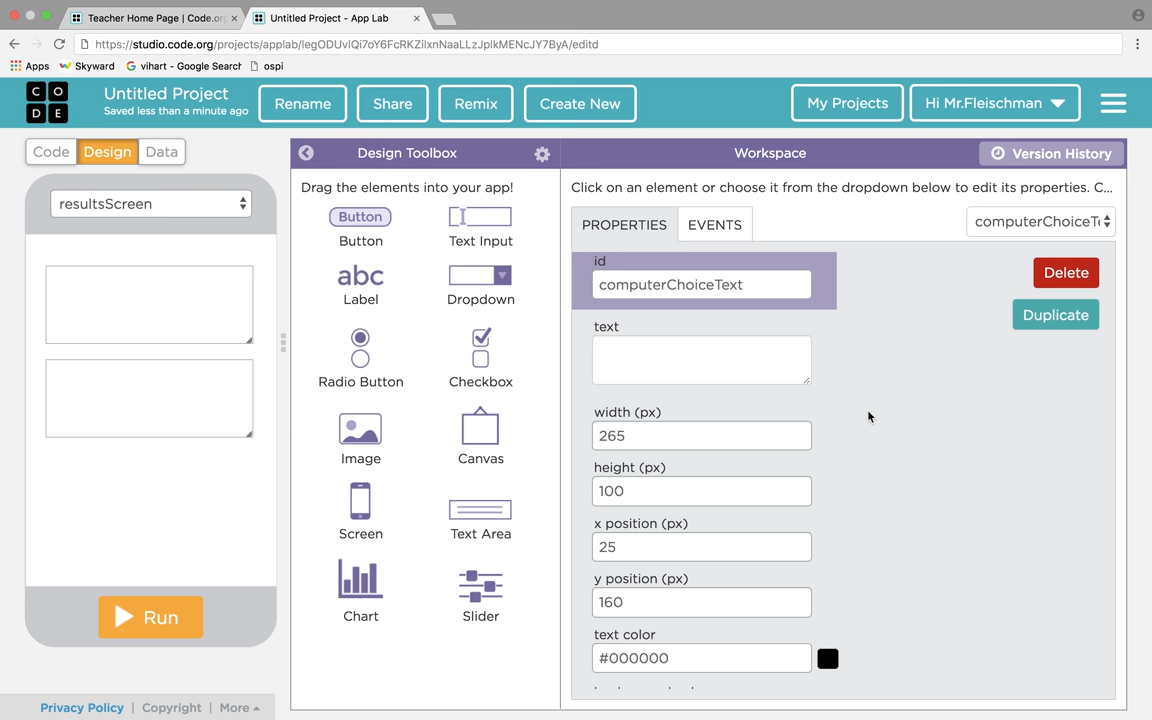 Teacher Home Page | Code.or
Untitled Project - App Lab
https://studio.code.org/projects/applab/legODUvlQi7oY6FcRKZilxnNaaLLzJplkMENcJY7ByA/editd
Apps Skyward vihart - Google Search ospi
C O
D E
Untitled Project
Saved less than a minute ago
Rename
Share
Remix
Create New
My Projects
Hi Mr.Fleischman
Code Design Data
Design Toolbox
Workspace
Version History
resultsScreen
Run
Drag the elements into your app!
Button
Button
Text Input
abc
Label
Dropdown
Radio Button
Checkbox
Image
Canvas
Screen
Text Area
Chart
Slider
Click on an element or choose it from the dropdown below to edit its properties. C...
PROPERTIES
EVENTS
computerChoiceTe
id
computerChoiceText
Delete
Duplicate
text
width (px)
265
height (px)
100
x position (px)
25
y position (px)
160
text color
#000000
Privacy Policy | Copyright | More